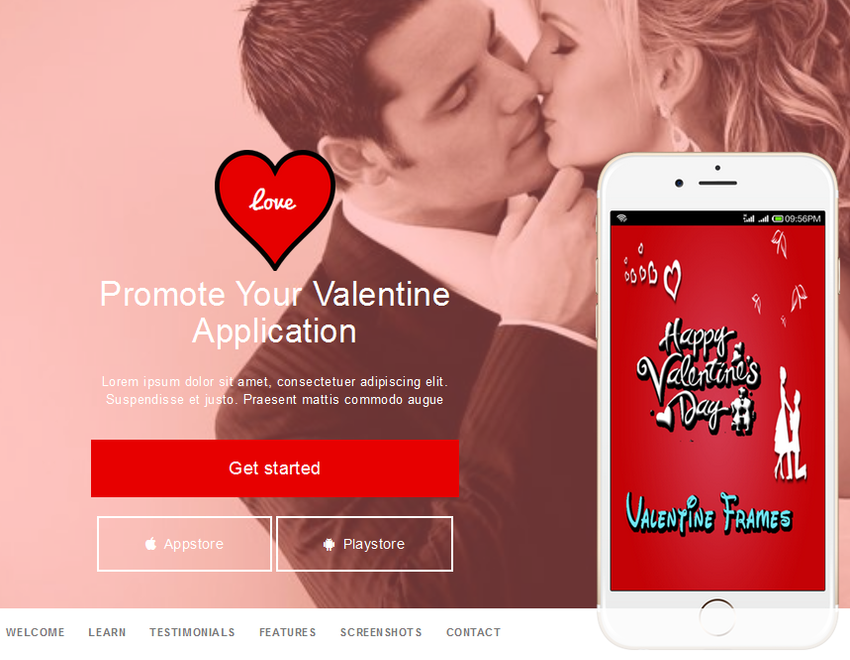 Love
Promote Your Valentine
Application
Lorem ipsum dolor sit amet, consectetuer adipiscing elit.
Suspendisse et justo. Praesent mattis commodo augue
Get started
Appstore
Playstore
09:56PM
Happy
Valentine's
Day
Valentine Frames
WELCOME LEARN TESTIMONIALS FEATURES SCREENSHOTS CONTACT